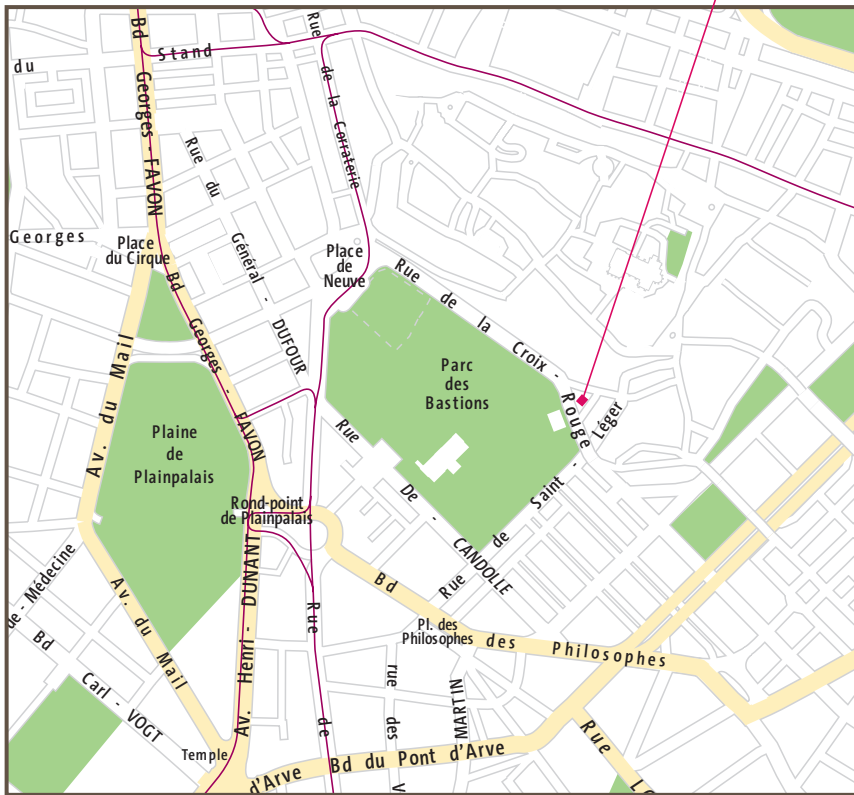 Bd Georges - FAVON
Rue de la Corraterie
Stand
du
Rue du Général - DUFOUR
Georges
Place
du Cirque
Place
de
Neuve
Bd Georges - FAVON
Rue de la Croix - Rouge
Av. du Mail
Parc
des
Bastions
Plaine
de
Plainpalais
Rue De - CANDOLLE
Rue de Saint - Léger
Rond-point
de Plainpalais
de - Médecine
Av. du Mail
Av. Henri - DUNANT
Rue de
Bd des Philosophes
Pl. des
Philosophes
Bd Carl - VOGT
rue des V
MARTIN
Temple
d'Arve
Bd du Pont d'Arve
Rue